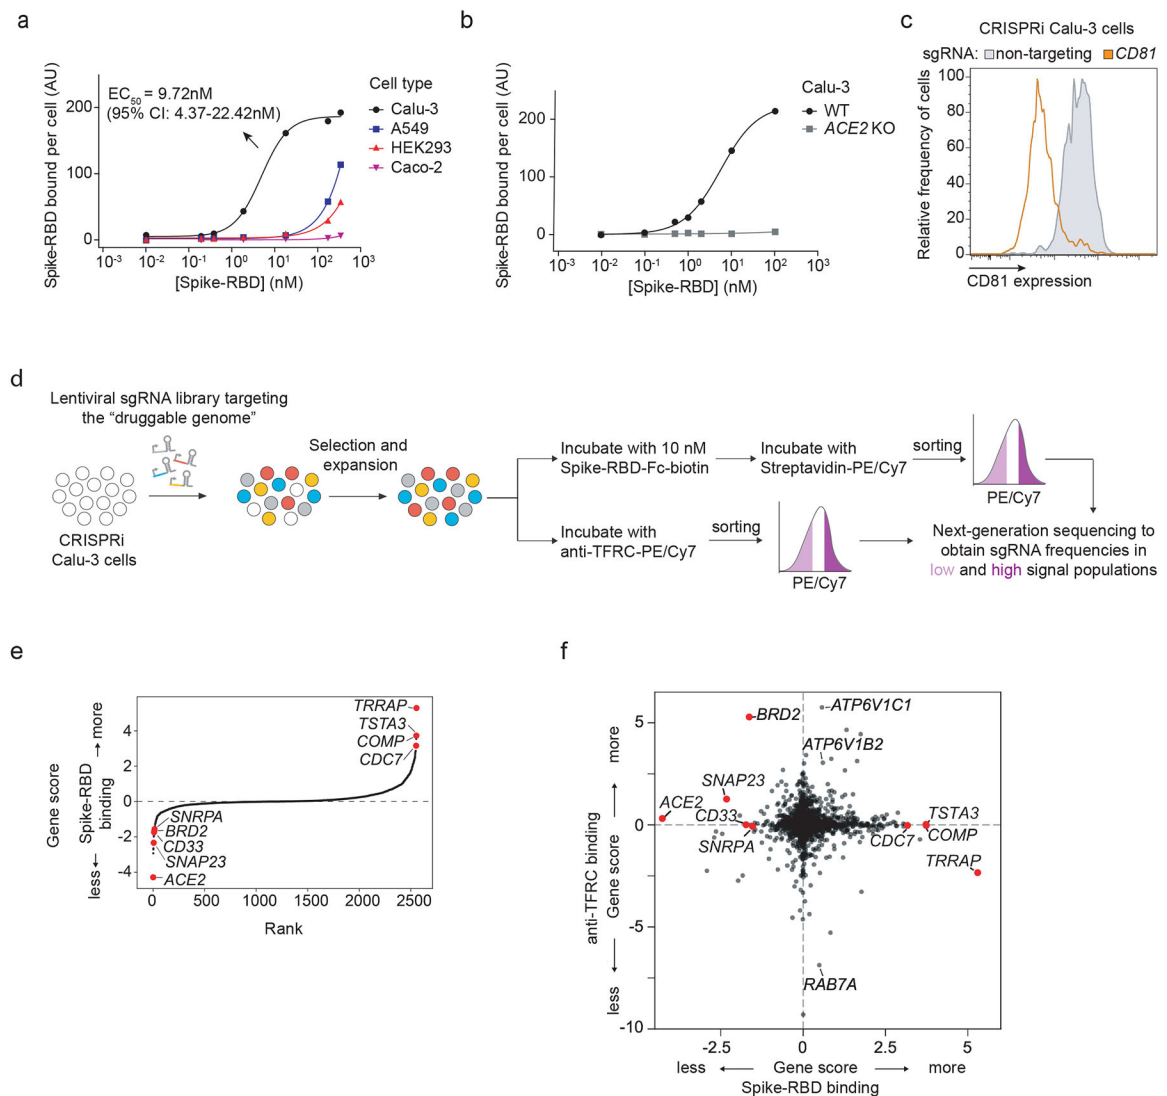 a
Spike-RBD bound per cell (AU)
200
100
0
EC50 = 9.72nM
(95% CI: 4.37-22.42nM)
10-3 10-2 10-1 100 101 102 103
[Spike-RBD] (nM)
Cell type
Calu-3
A549
HEK293
Caco-2
b
Spike-RBD bound per cell (AU)
200
100
0
10-3 10-2 10-1 100 101 102 103
[Spike-RBD] (nM)
Calu-3
WT
ACE2 KO
c
CRISPRi Calu-3 cells
sgRNA: non-targeting CD81
Relative frequency of cells
100
80
60
40
20
0
CD81 expression
d
Lentiviral sgRNA library targeting
the “druggable genome”
CRISPRi
Calu-3 cells
Selection and
expansion
Incubate with 10 nM
Spike-RBD-Fc-biotin
Incubate with
Streptavidin-PE/Cy7
sorting
PE/Cy7
Incubate with
anti-TFRC-PE/Cy7
sorting
PE/Cy7
Next-generation sequencing to
obtain sgRNA frequencies in
low and high signal populations
e
Gene score
Spike-RBD
binding
less
more
4
2
0
-2
-4
TRRAP
TSTA3
COMP
CDC7
SNRPA
BRD2
CD33
SNAP23
ACE2
0 500 1000 1500 2000 2500
Rank
f
anti-TFRC binding
Gene score
less
more
5
0
-5
-10
BRD2
ATP6V1C1
ATP6V1B2
SNAP23
ACE2
CD33
SNRPA
TSTA3
CDC7
COMP
TRRAP
RAB7A
-2.5 0 2.5 5
less Gene score more
Spike-RBD binding